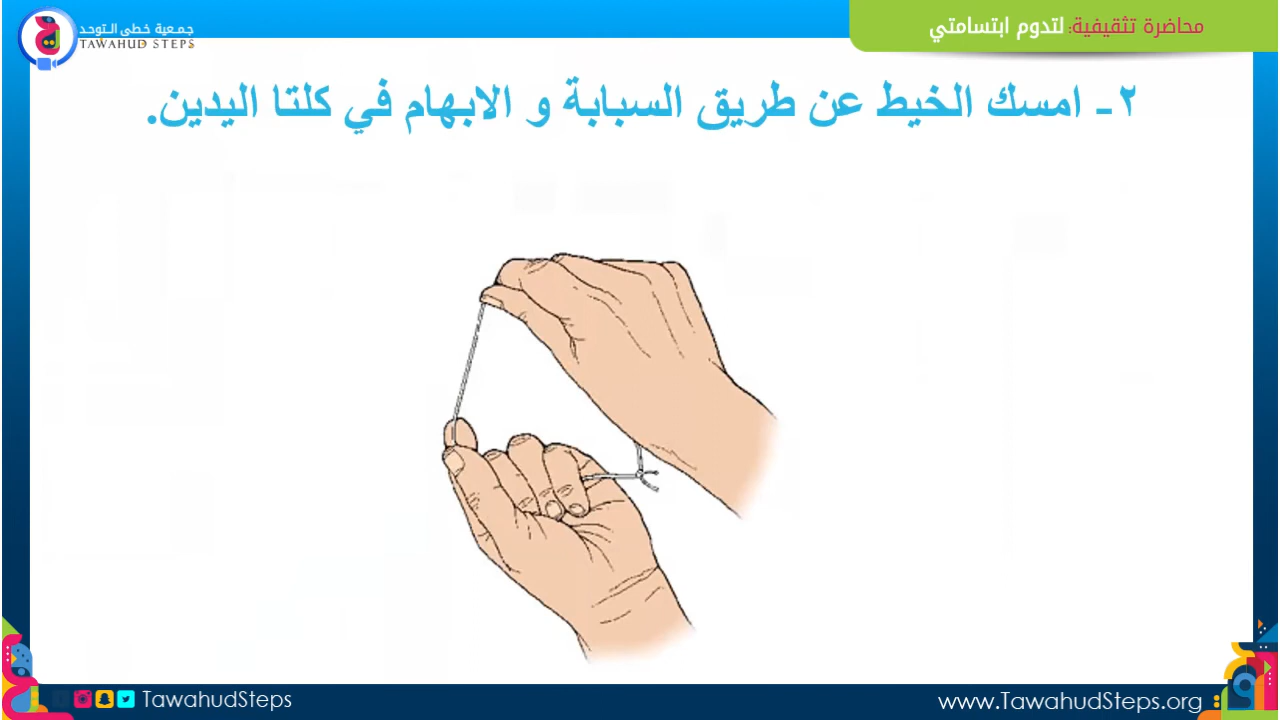 جمعية خطى التوحد
TAWAHUD STEPS
محاضرة تثقيفية: لتدوم ابتسامتي
٢- امسك الخيط عن طريق السبابة و الابهام في كلتا اليدين.
TawahudSteps
www.TawahudSteps.org